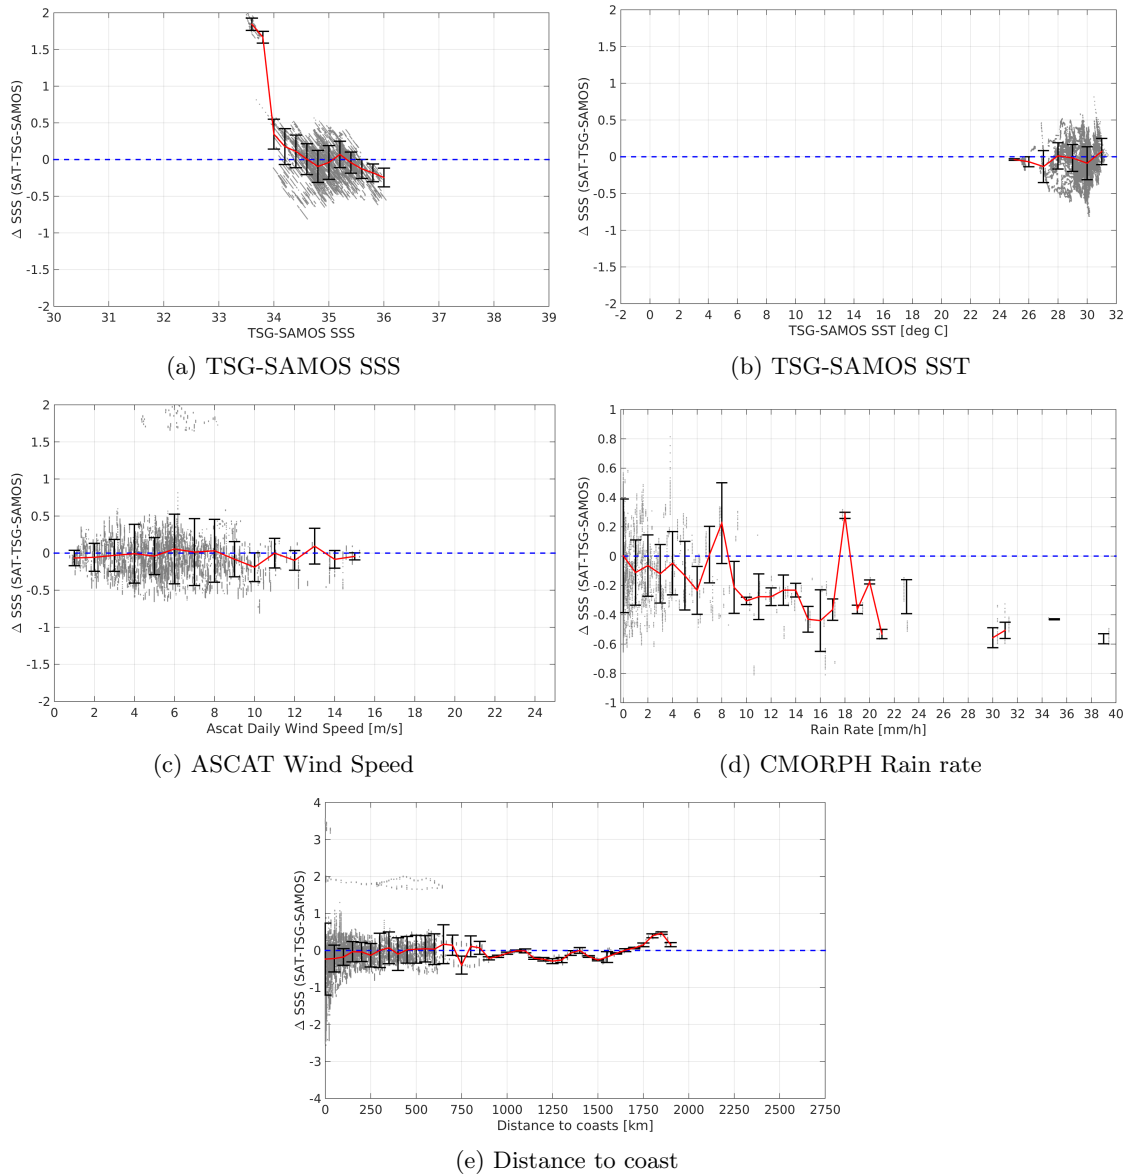 2
1.5
1
0.5
0
-0.5
-1
-1.5
2
Δ SSS (SAT-TSG-SAMOS)
30 31 32 33 34 35 36 37 38 39
TSG-SAMOS SSS
(a) TSG-SAMOS SSS
2
1.5
1
0.5
0
-0.5
-1
-1.5
2
Δ SSS (SAT-TSG-SAMOS)
-2 0 2 4 6 8 10 12 14 16 18 20 22 24 26 28 30 32
TSG-SAMOS SST [deg C]
(b) TSG-SAMOS SST
2
1.5
1
0.5
0
-0.5
-1
-1.5
-2
Δ SSS (SAT-TSG-SAMOS)
0 2 4 6 8 10 12 14 16 18 20 22 24
Ascat Daily Wind Speed [m/s]
(c) ASCAT Wind Speed
1
0.8
0.6
0.4
0.2
0
-0.2
-0.4
-0.6
-0.8
-1
Δ SSS (SAT-TSG-SAMOS)
0 2 4 6 8 10 12 14 16 18 20 22 24 26 28 30 32 34 36 38 40
Rain Rate [mm/h]
(d) CMORPH Rain rate
4
3
2
1
0
-1
-2
-3
-4
Δ SSS (SAT-TSG-SAMOS)
0 250 500 750 1000 1250 1500 1750 2000 2250 2500 2750
Distance to coasts [km]
(e) Distance to coast